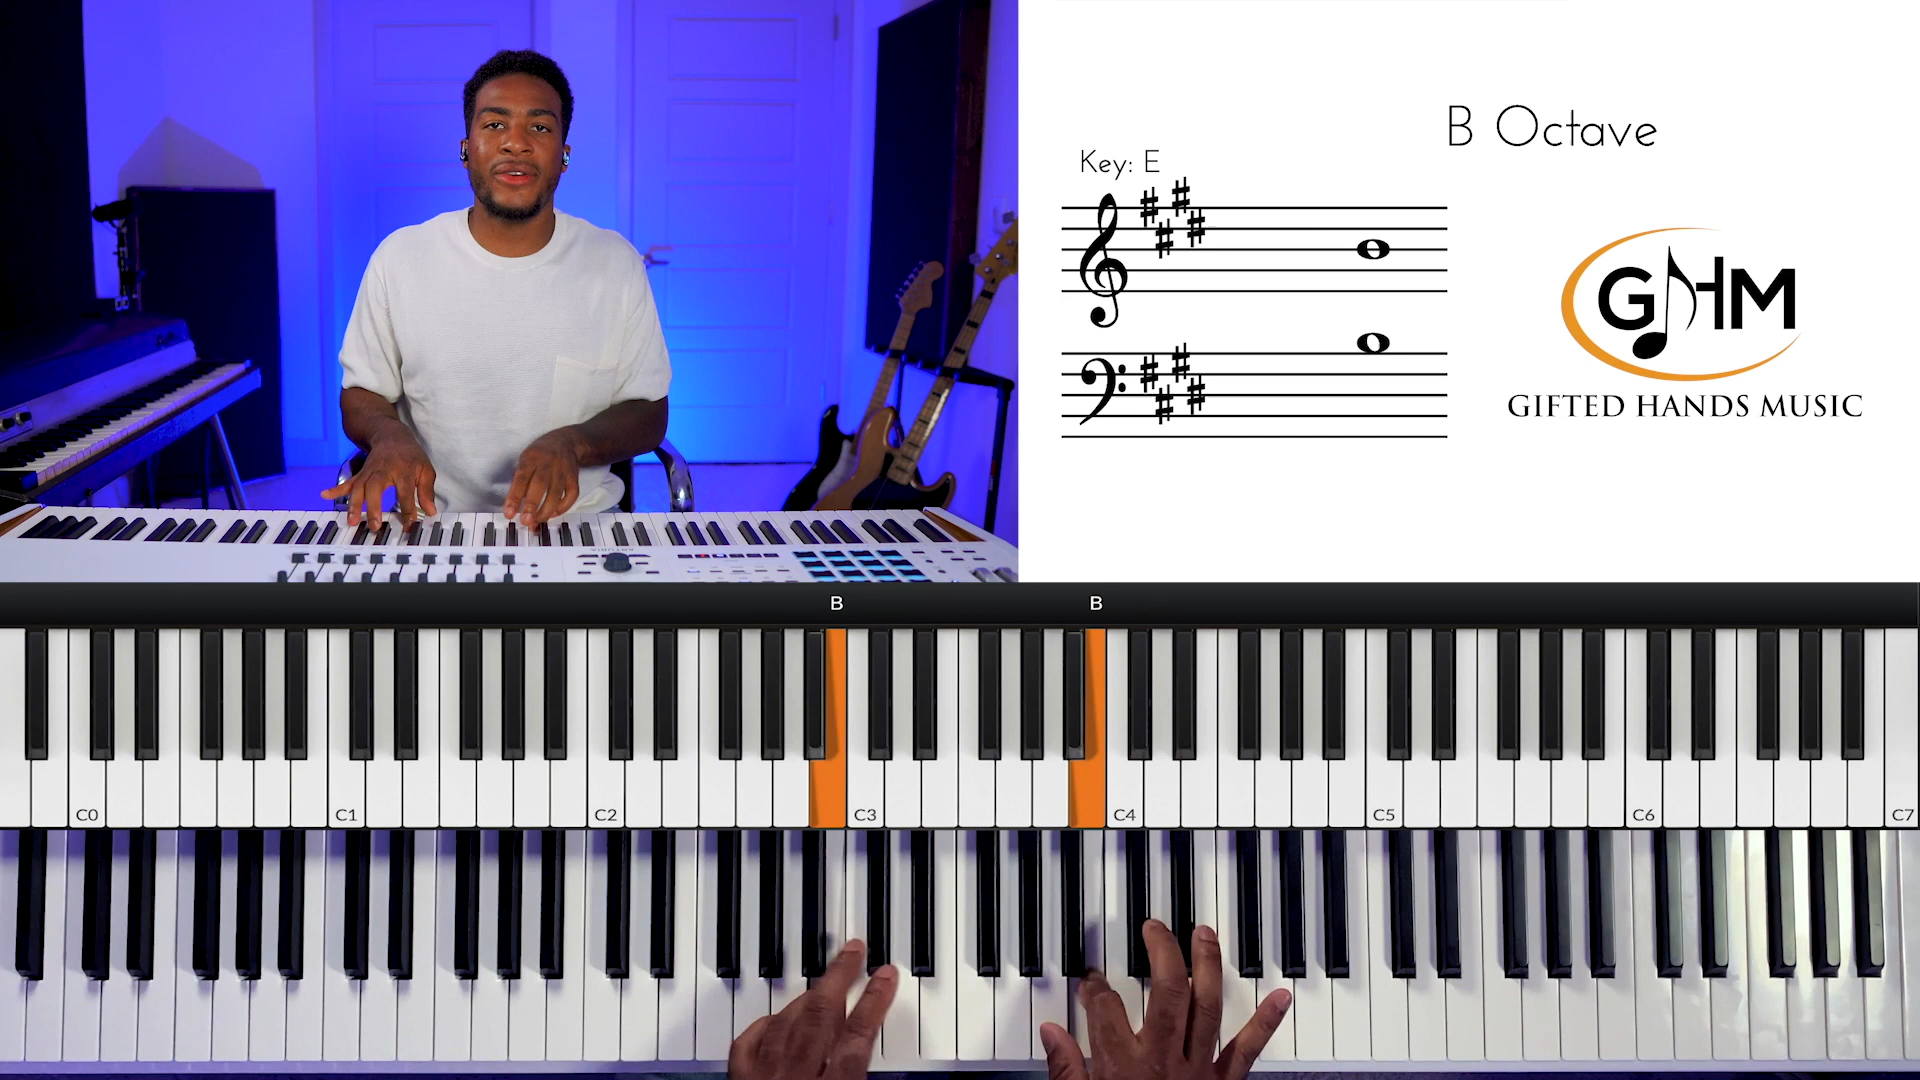 B Octave
Key: E
GHM
GIFTED HANDS MUSIC
B B
C0 C1 C2 C3 C4 C5 C6 C7